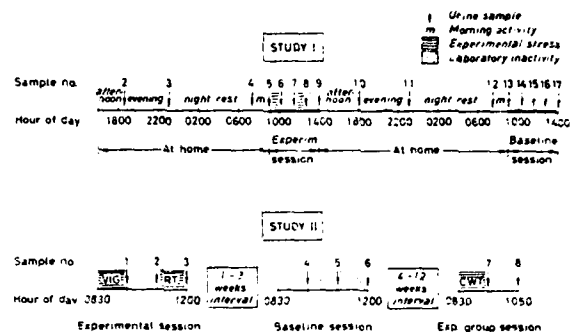 Urine sample
m Morning activity
Experimental stress
Laboratory inactivity
STUDY I
Sample no. 2 3 4 5 6 7 8 9 10 11 12 13 14 15 16 17
after-noon evening night rest m after-noon evening night rest m
Hour of day 1800 2200 0200 0600 1000 1400 1800 2200 0200 0600 1000 1400
At home Experim session At home Baseline session
STUDY II
Sample no 1 2 3 4 5 6 7 8
VIG RT weeks interval 4-12 weeks interval CWT
Hour of day 0830 1200 0830 1200 0830 1050
Experimental session Baseline session Exp group session